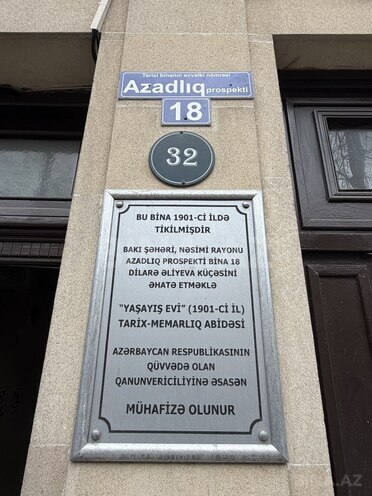 Tarixi binanın əvvəlki nömrəsi
Azadlıq prospekti
18
32
BU BİNA 1901-Cİ İLDƏ
TİKİLMİŞDİR
BAKI ŞƏHƏRİ, NƏSİMİ RAYONU
AZADLIQ PROSPEKTİ BİNA 18
DİLARƏ ƏLİYEVA KÜÇƏSİNİ
ƏHATƏ ETMƏKLƏ
"YAŞAYIŞ EVİ" (1901-Cİ İL)
TARİX-MEMARLIQ ABİDƏSİ
AZƏRBAYCAN RESPUBLİKASININ
QÜVVƏDƏ OLAN
QANUNVERİCİLİYİNƏ ƏSASƏN
MÜHAFİZƏ OLUNUR